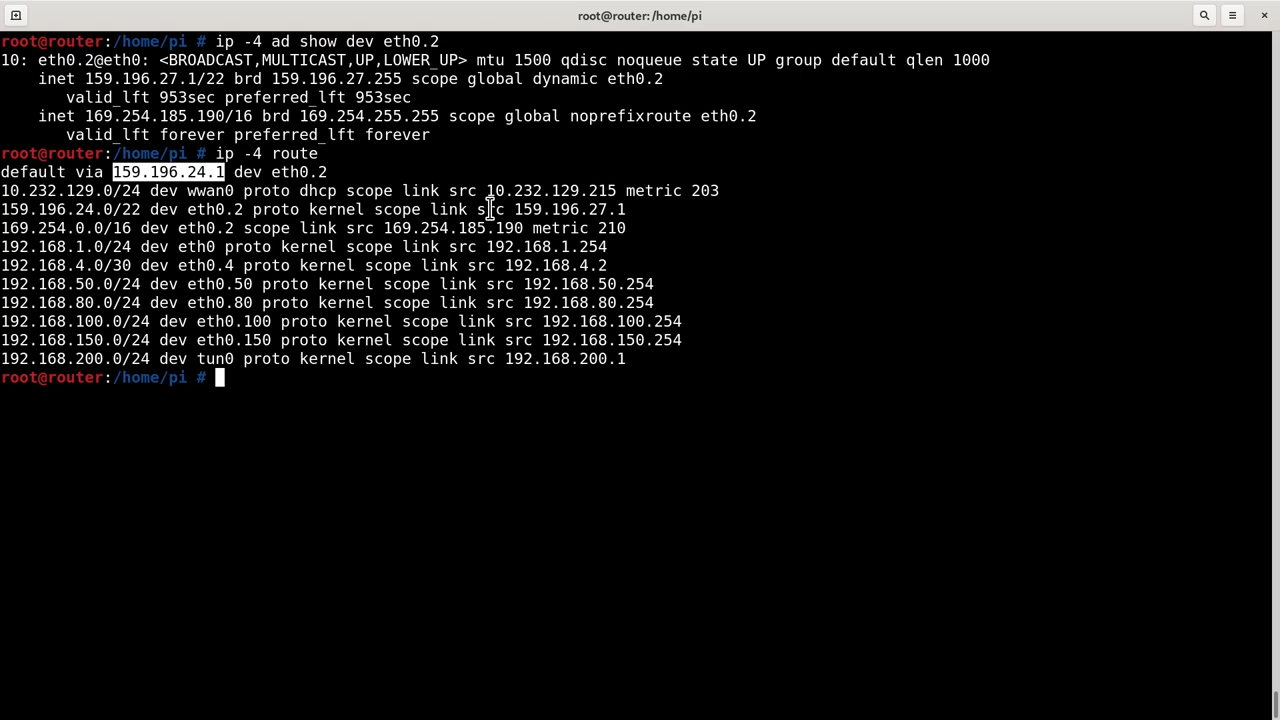 root@router: /home/pi
root@router:/home/pi # ip -4 ad show dev eth0.2
10: eth0.2@eth0: <BROADCAST,MULTICAST,UP,LOWER_UP> mtu 1500 qdisc noqueue state UP group default qlen 1000
    inet 159.196.27.1/22 brd 159.196.27.255 scope global dynamic eth0.2
       valid_lft 953sec preferred_lft 953sec
    inet 169.254.185.190/16 brd 169.254.255.255 scope global noprefixroute eth0.2
       valid_lft forever preferred_lft forever
root@router:/home/pi # ip -4 route
default via 159.196.24.1 dev eth0.2
10.232.129.0/24 dev wwan0 proto dhcp scope link src 10.232.129.215 metric 203
159.196.24.0/22 dev eth0.2 proto kernel scope link src 159.196.27.1
169.254.0.0/16 dev eth0.2 scope link src 169.254.185.190 metric 210
192.168.1.0/24 dev eth0 proto kernel scope link src 192.168.1.254
192.168.4.0/30 dev eth0.4 proto kernel scope link src 192.168.4.2
192.168.50.0/24 dev eth0.50 proto kernel scope link src 192.168.50.254
192.168.80.0/24 dev eth0.80 proto kernel scope link src 192.168.80.254
192.168.100.0/24 dev eth0.100 proto kernel scope link src 192.168.100.254
192.168.150.0/24 dev eth0.150 proto kernel scope link src 192.168.150.254
192.168.200.0/24 dev tun0 proto kernel scope link src 192.168.200.1
root@router:/home/pi #